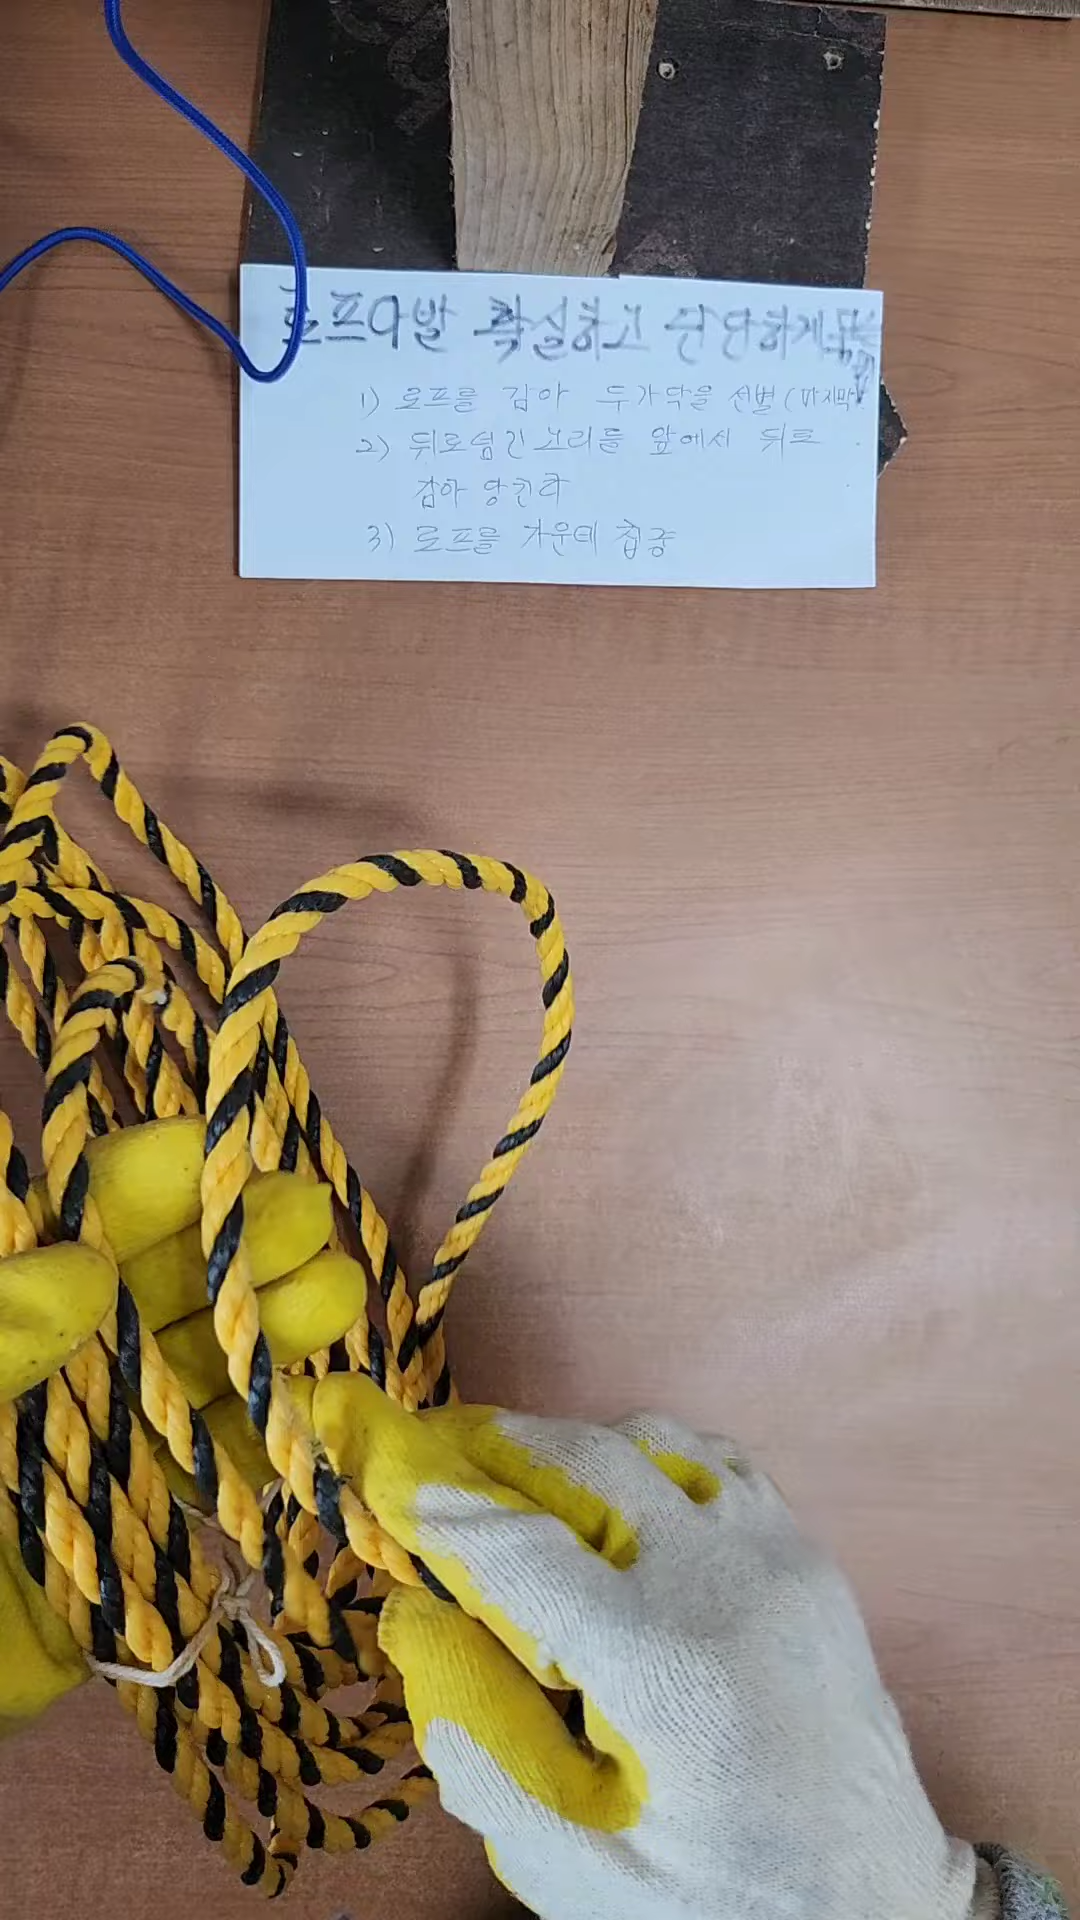 로프다발 확실하고 단단하게
1) 로프를 감아 두가닥을 선별(마지막
2) 뒤로넘긴 고리를 앞에서 뒤로
감아 당긴다
3) 로프를 가운데 집중